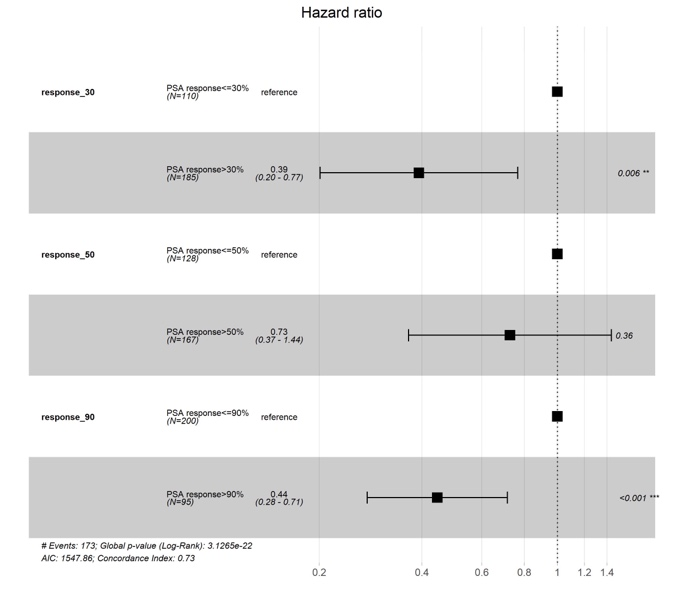 Hazard ratio
response_30
PSA response<=30%
(N=110)
reference
PSA response>30%
(N=185)
0.39
(0.20 - 0.77)
0.006 **
response_50
PSA response<=50%
(N=128)
reference
PSA response>50%
(N=167)
0.73
(0.37 - 1.44)
0.36
response_90
PSA response<=90%
(N=200)
reference
PSA response>90%
(N=95)
0.44
(0.28 - 0.71)
<0.001 ***
# Events: 173; Global p-value (Log-Rank): 3.1265e-22
AIC: 1547.86; Concordance Index: 0.73
0.2 0.4 0.6 0.8 1 1.2 1.4